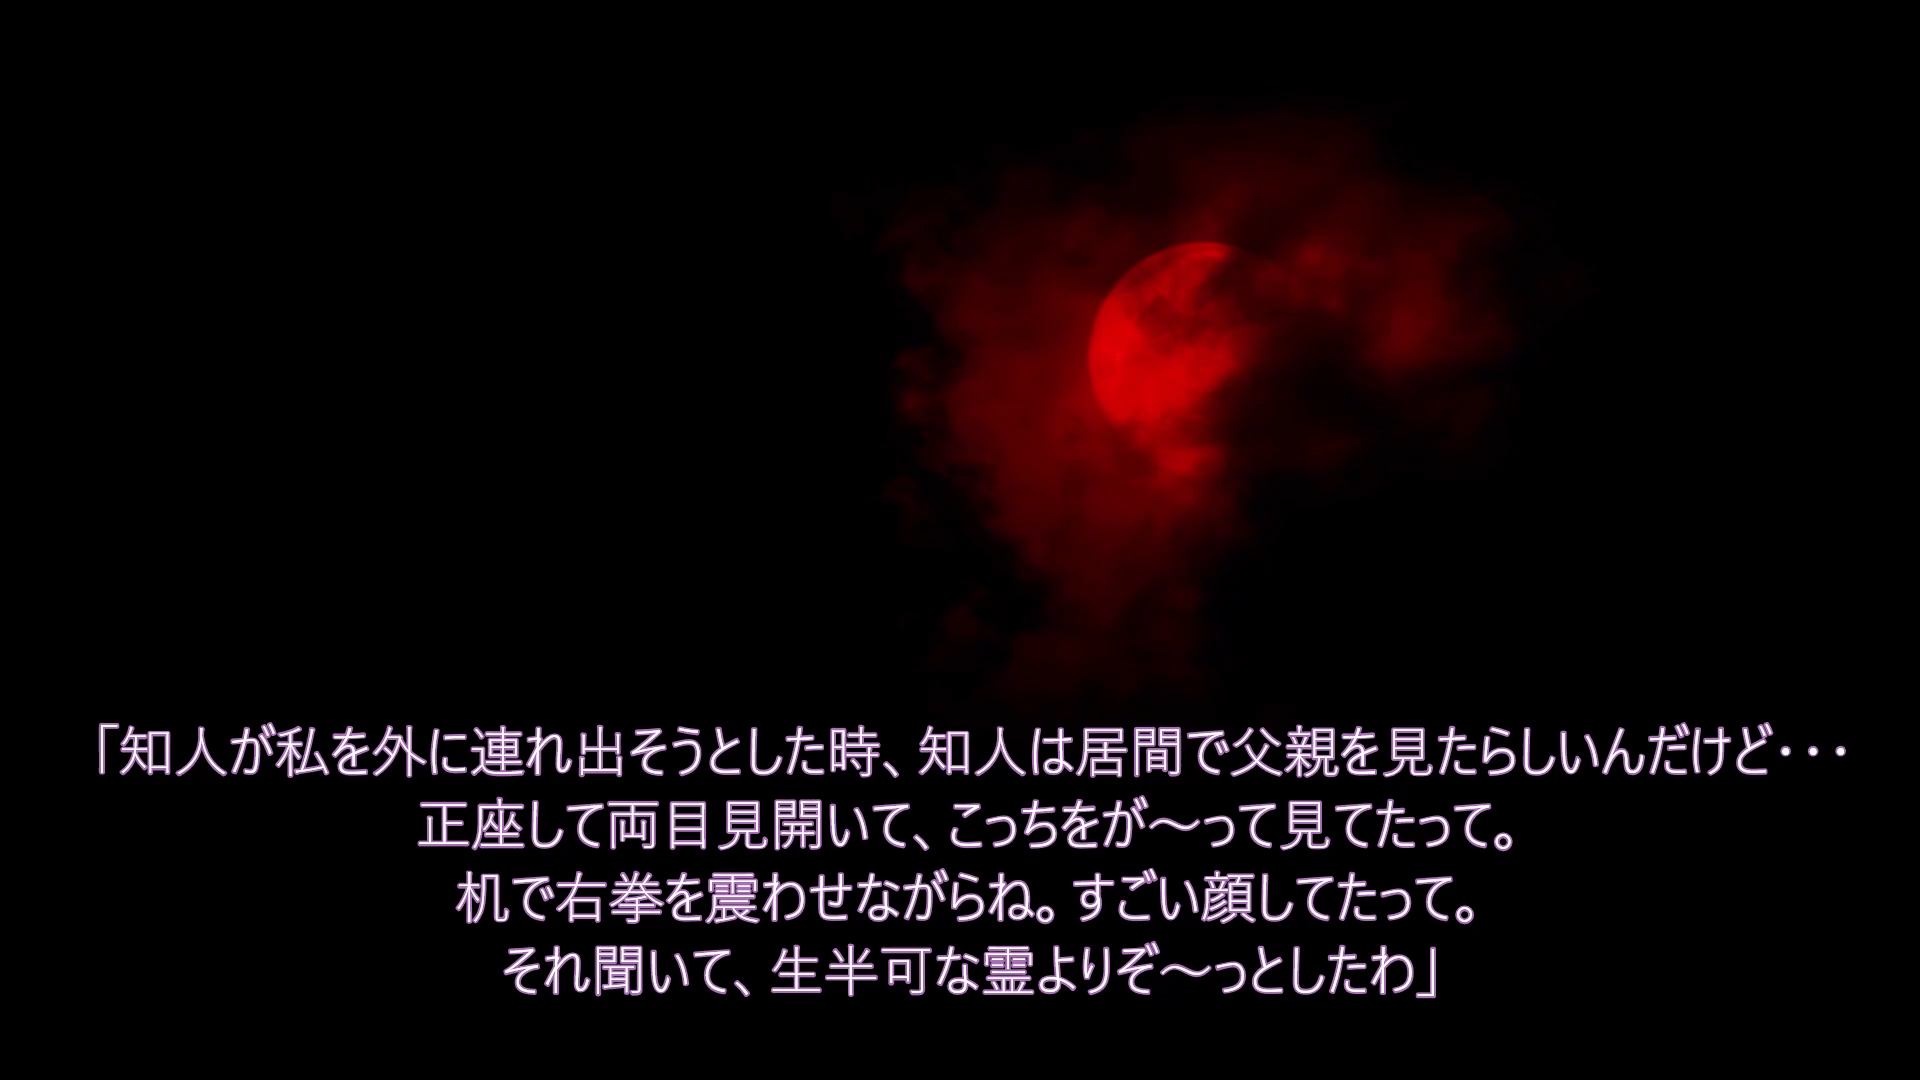 「知人が私を外に連れ出そうとした時、知人は居間で父親を見たらしいんだけど・・・
正座して両目見開いて、こっちをが～って見てたって。
机で右拳を震わせながらね。すごい顔してたって。
それ聞いて、生半可な霊よりぞ～っとしたわ」